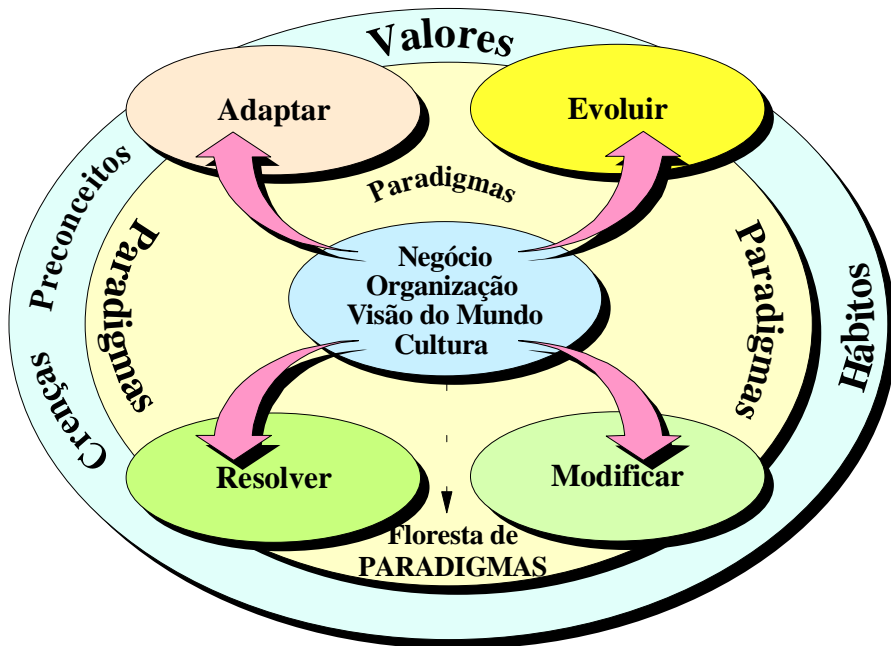 Valores
Adaptar
Evoluir
Preconceitos
Paradigmas
Paradigmas
Paradigmas
Negócio
Organização
Visão do Mundo
Cultura
Hábitos
Crenças
Resolver
Modificar
Floresta de
PARADIGMAS